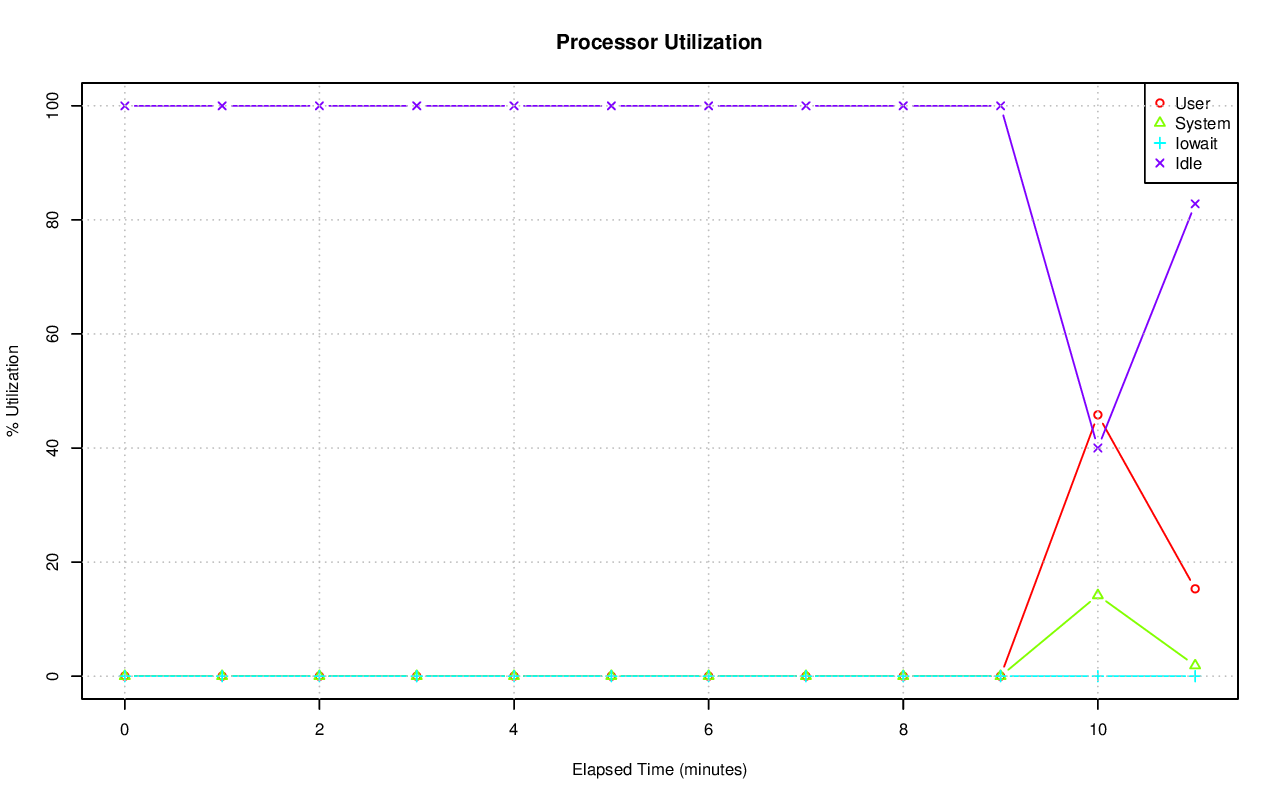 Processor Utilization
100
80
60
40
20
0
% Utilization
User
System
Iowait
Idle
0 2 4 6 8 10
Elapsed Time (minutes)